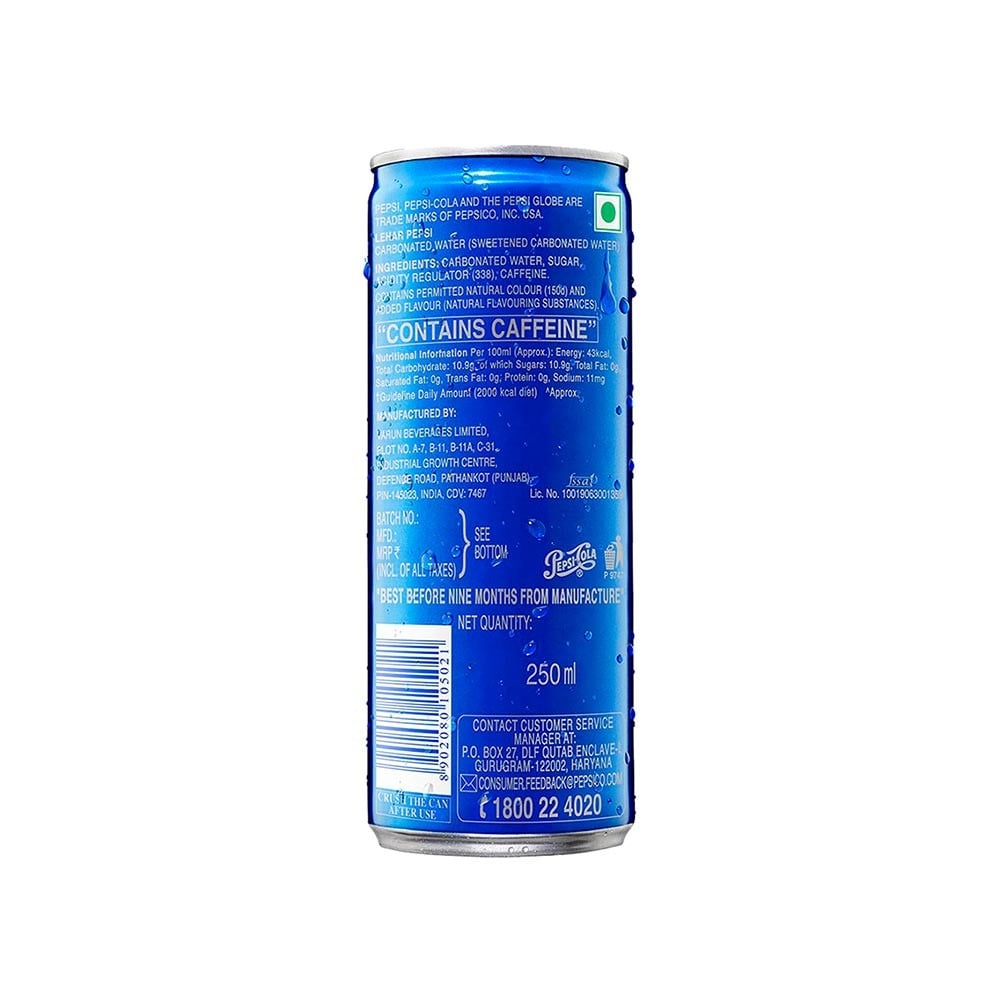 PEPSI, PEPSI-COLA AND THE PEPSI GLOBE ARE
TRADE MARKS OF PEPSICO, INC. USA.
LEHAR PEPSI
CARBONATED WATER (SWEETENED CARBONATED WATER)
INGREDIENTS: CARBONATED WATER, SUGAR,
ACIDITY REGULATOR (338), CAFFEINE.
CONTAINS PERMITTED NATURAL COLOUR (150d) AND
ADDED FLAVOUR (NATURAL FLAVOURING SUBSTANCES).
"CONTAINS CAFFEINE"
Nutritional Information Per 100ml (Approx.): Energy: 43kcal,
Total Carbohydrate: 10.9g, of which Sugars: 10.9g, Total Fat: 0g,
Saturated Fat: 0g, Trans Fat: 0g; Protein: 0g, Sodium: 11mg
*Guideline Daily Amount (2000 kcal diet) ^Approx.
MANUFACTURED BY:
VARUN BEVERAGES LIMITED,
PLOT NO. A-7, B-11, B-11A, C-31,
INDUSTRIAL GROWTH CENTRE,
DEFENCE ROAD, PATHANKOT (PUNJAB),
PIN-145023, INDIA, CDV: 7467
fssai
Lic. No.
BATCH NO.:
MFD.:
MRP ₹
(INCL. OF ALL TAXES)
SEE
BOTTOM
PEPSI-COLA
®
"BEST BEFORE NINE MONTHS FROM MANUFACTURE"
NET QUANTITY:
250 ml
8 902080 105021
CRUSH THE CAN
AFTER USE
CONTACT CUSTOMER SERVICE
MANAGER AT:
P.O. BOX 27, DLF QUTAB ENCLAVE-I,
GURUGRAM-122002, HARYANA
CONSUMER.FEEDBACK@PEPSICO.COM
1800 22 4020